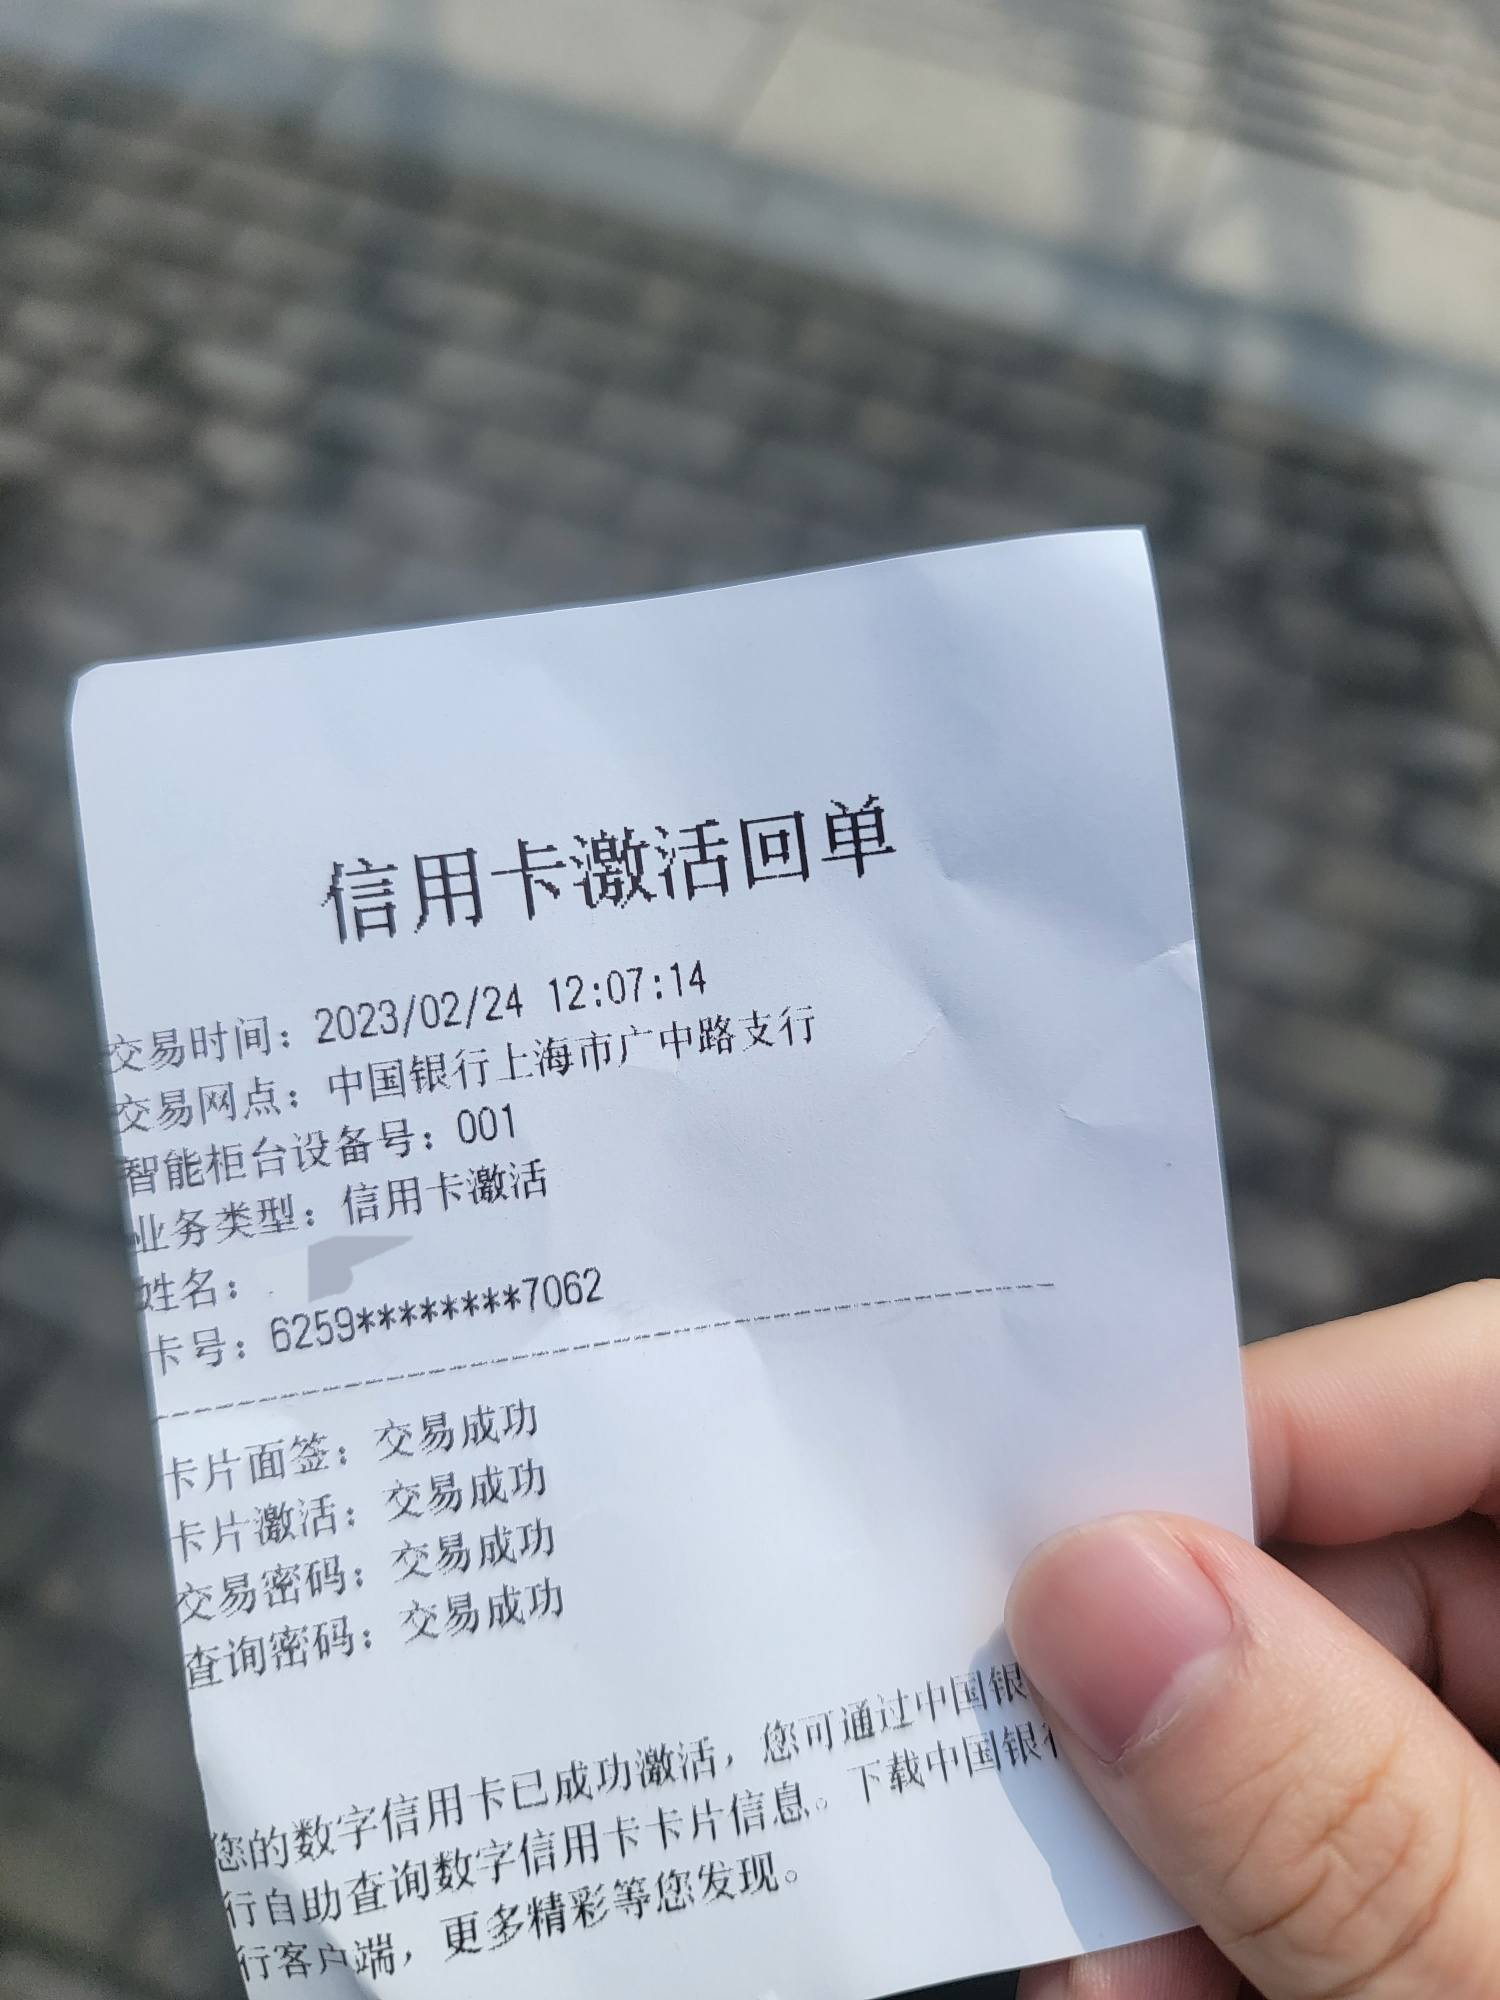 信用卡激活回单
交易时间：2023/02/24 12:07:14
交易网点：中国银行上海市广中路支行
智能柜台设备号：001
业务类型：信用卡激活
姓名：
卡号：6259********7062
卡片面签：交易成功
卡片激活：交易成功
交易密码：交易成功
查询密码：交易成功
您的数字信用卡已成功激活，您可通过中国银
行自助查询数字信用卡卡片信息。下载中国银
行客户端，更多精彩等您发现。